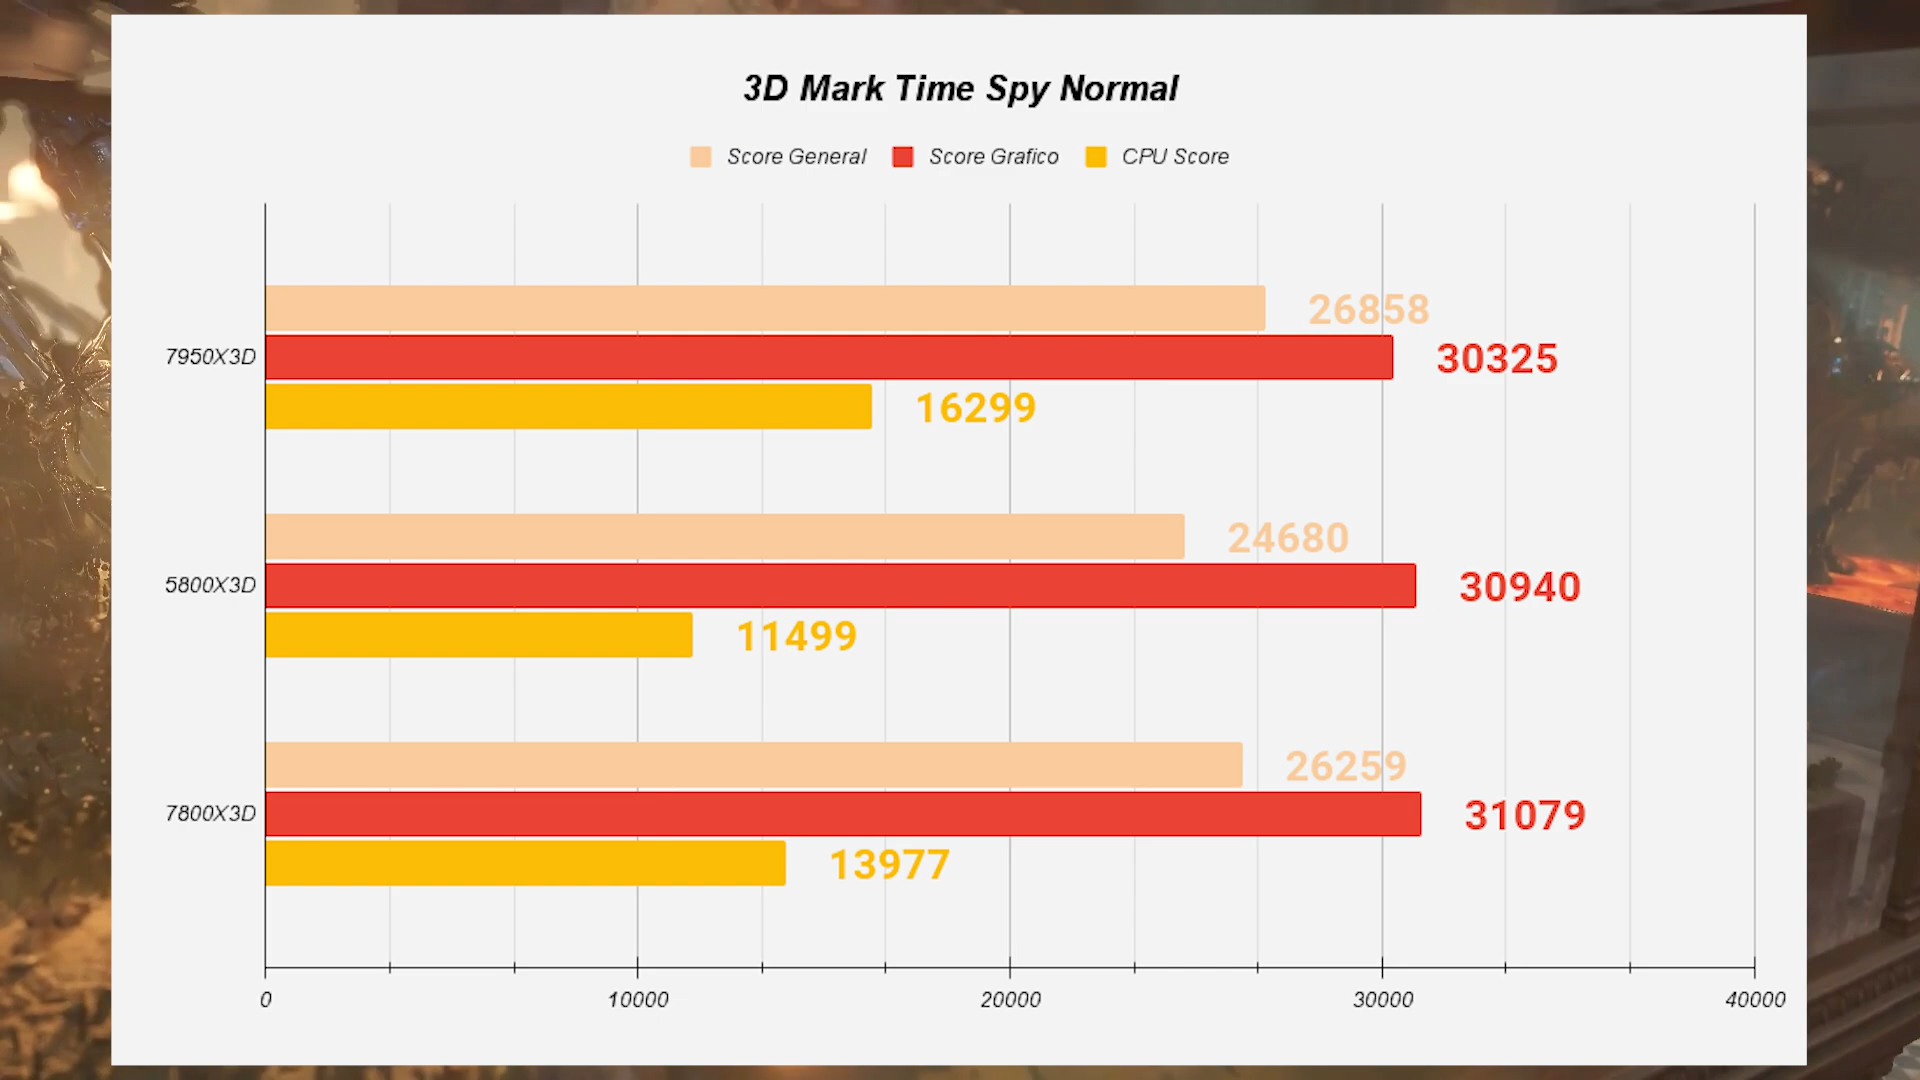 3D Mark Time Spy Normal
Score General Score Grafico CPU Score
26858
7950X3D 30325
16299
24680
5800X3D 30940
11499
26259
7800X3D 31079
13977
0 10000 20000 30000 40000